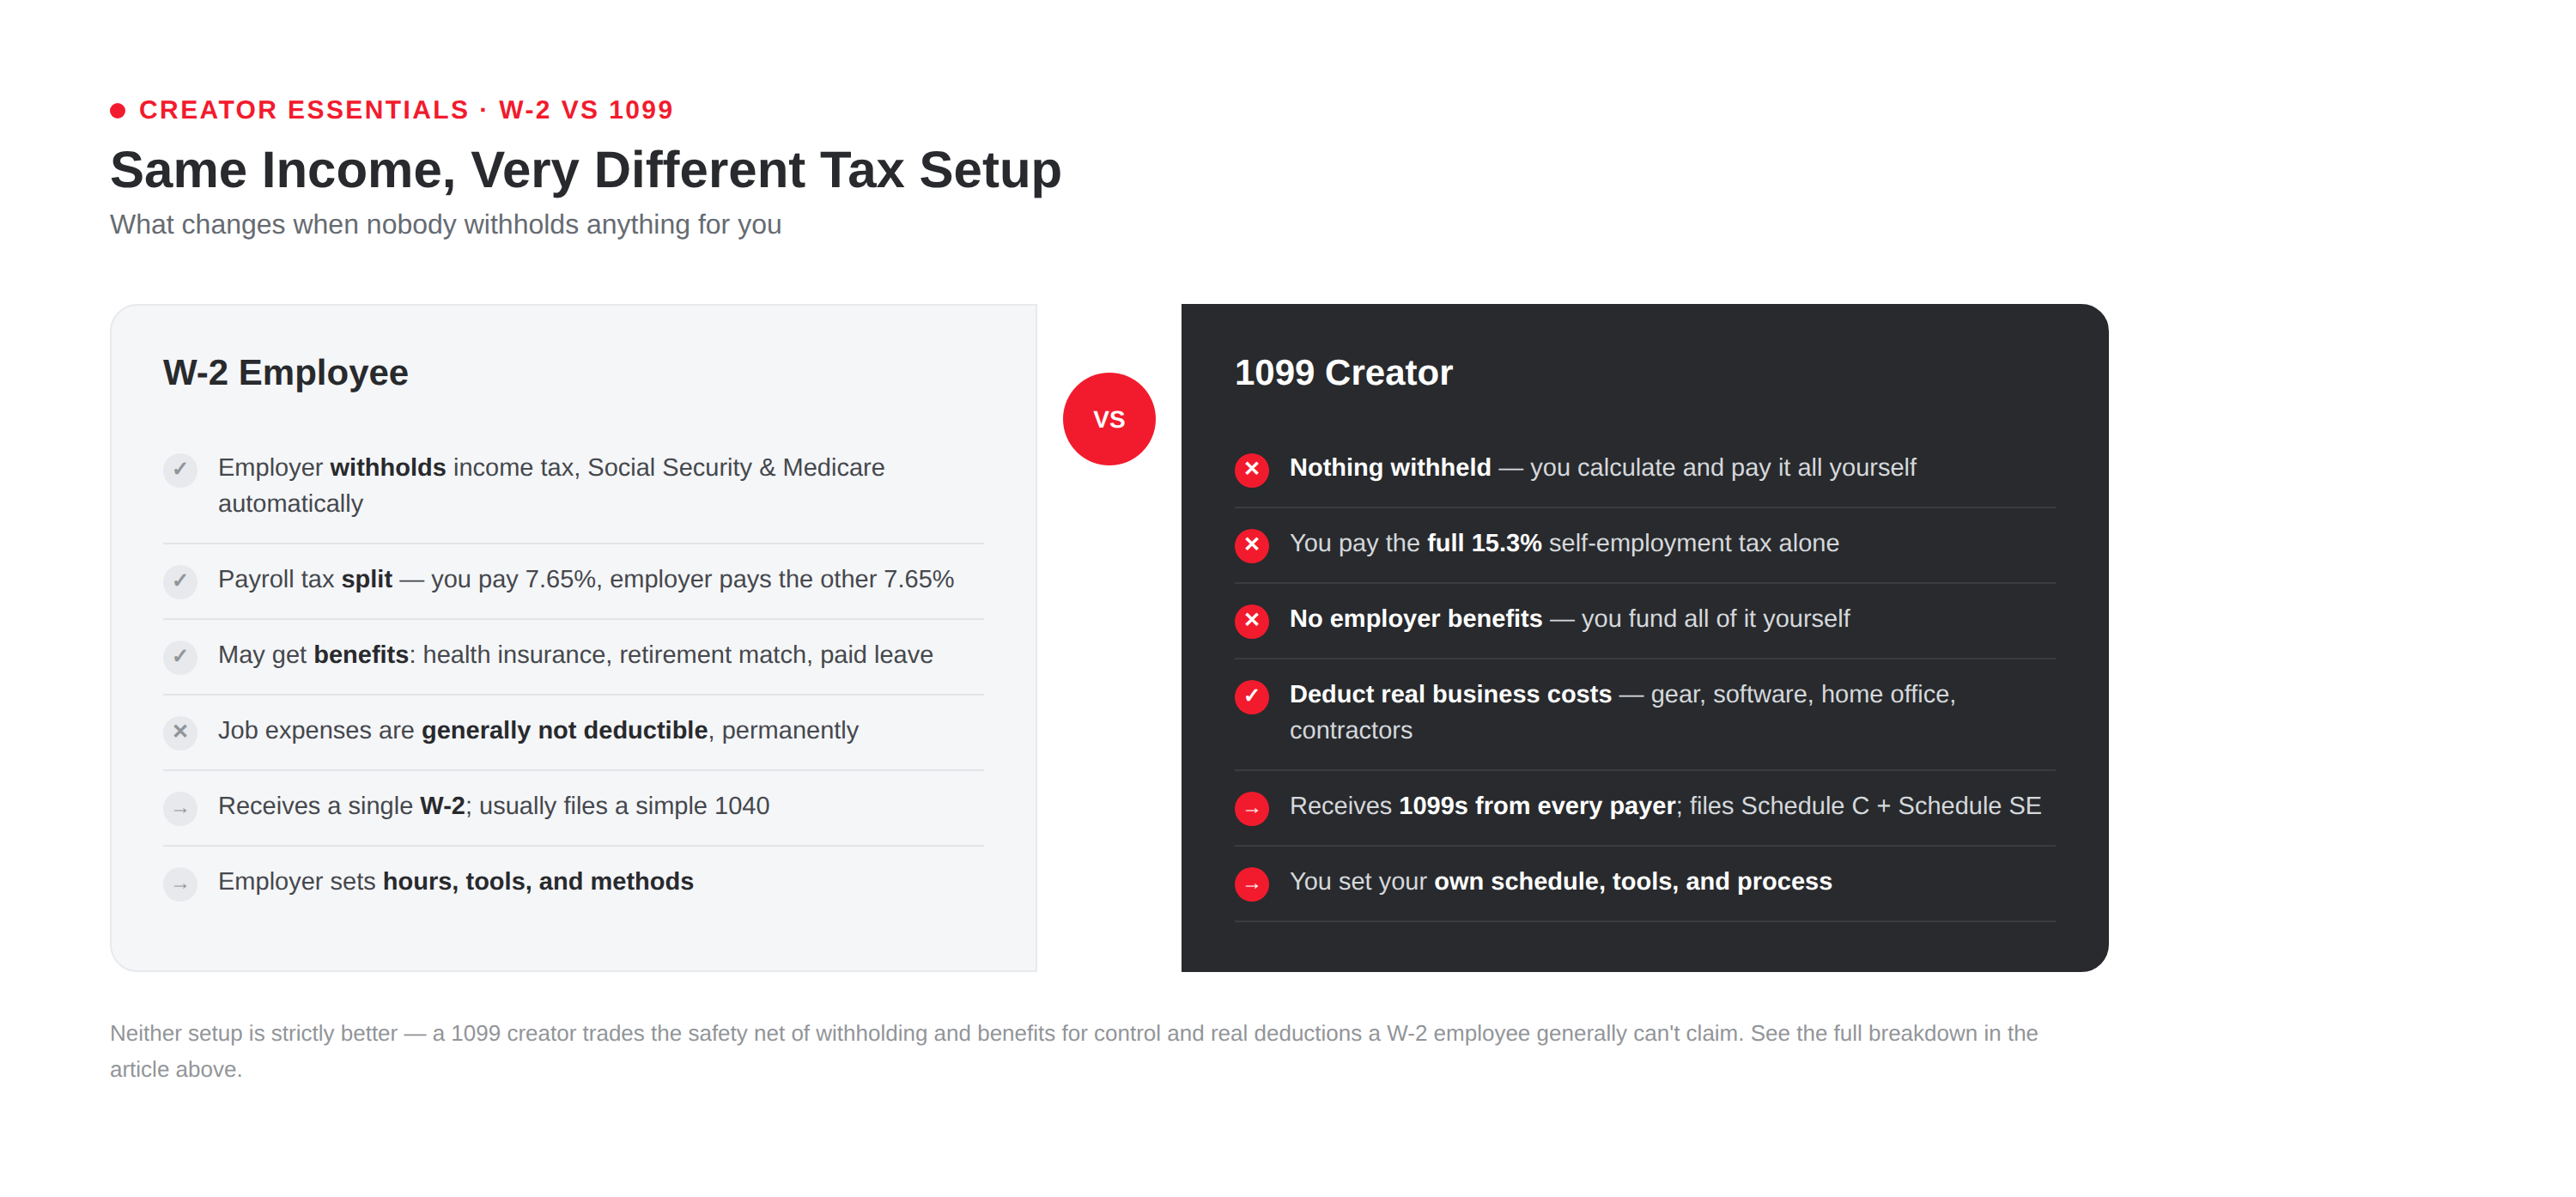 CREATOR ESSENTIALS · W-2 VS 1099
Same Income, Very Different Tax Setup
What changes when nobody withholds anything for you
W-2 Employee
✓ Employer withholds income tax, Social Security & Medicare
automatically
✓ Payroll tax split — you pay 7.65%, employer pays the other 7.65%
✓ May get benefits: health insurance, retirement match, paid leave
✕ Job expenses are generally not deductible, permanently
→ Receives a single W-2; usually files a simple 1040
→ Employer sets hours, tools, and methods
VS
1099 Creator
✕ Nothing withheld — you calculate and pay it all yourself
✕ You pay the full 15.3% self-employment tax alone
✕ No employer benefits — you fund all of it yourself
✓ Deduct real business costs — gear, software, home office,
contractors
→ Receives 1099s from every payer; files Schedule C + Schedule SE
→ You set your own schedule, tools, and process
Neither setup is strictly better — a 1099 creator trades the safety net of withholding and benefits for control and real deductions a W-2 employee generally can't claim. See the full breakdown in the
article above.